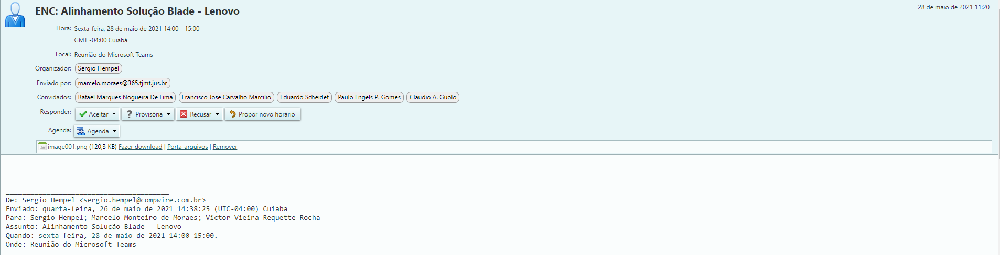 ENC: Alinhamento Solução Blade - Lenovo
28 de maio de 2021 11:20
Hora: Sexta-feira, 28 de maio de 2021 14:00 - 15:00
GMT -04:00 Cuiabá
Local: Reunião do Microsoft Teams
Organizador: Sergio Hempel
Enviado por: marcelo.moraes@365.tjmt.jus.br
Convidados: Rafael Marques Nogueira De Lima Francisco Jose Carvalho Marcilio Eduardo Scheidet Paulo Engels P. Gomes Claudio A. Guolo
Responder: Aceitar ? Provisória Recusar Propor novo horário
Agenda: Agenda
image001.png (120,3 KB) Fazer download | Porta-arquivos | Remover
________________________________________
De: Sergio Hempel <sergio.hempel@compwire.com.br>
Enviado: quarta-feira, 26 de maio de 2021 14:38:25 (UTC-04:00) Cuiaba
Para: Sergio Hempel; Marcelo Monteiro de Moraes; Victor Vieira Requette Rocha
Assunto: Alinhamento Solução Blade - Lenovo
Quando: sexta-feira, 28 de maio de 2021 14:00-15:00.
Onde: Reunião do Microsoft Teams